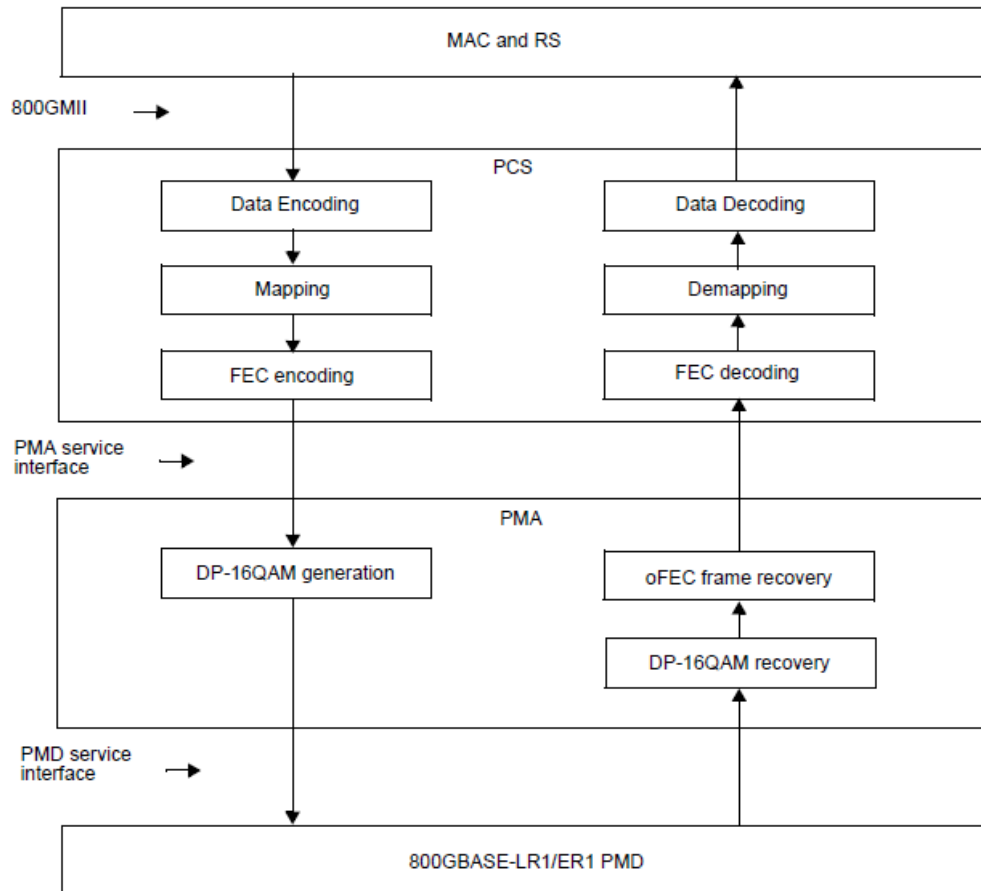 MAC and RS
800GMII
PCS
Data Encoding
Data Decoding
Mapping
Demapping
FEC encoding
FEC decoding
PMA service
interface
PMA
DP-16QAM generation
oFEC frame recovery
DP-16QAM recovery
PMD service
interface
800GBASE-LR1/ER1 PMD